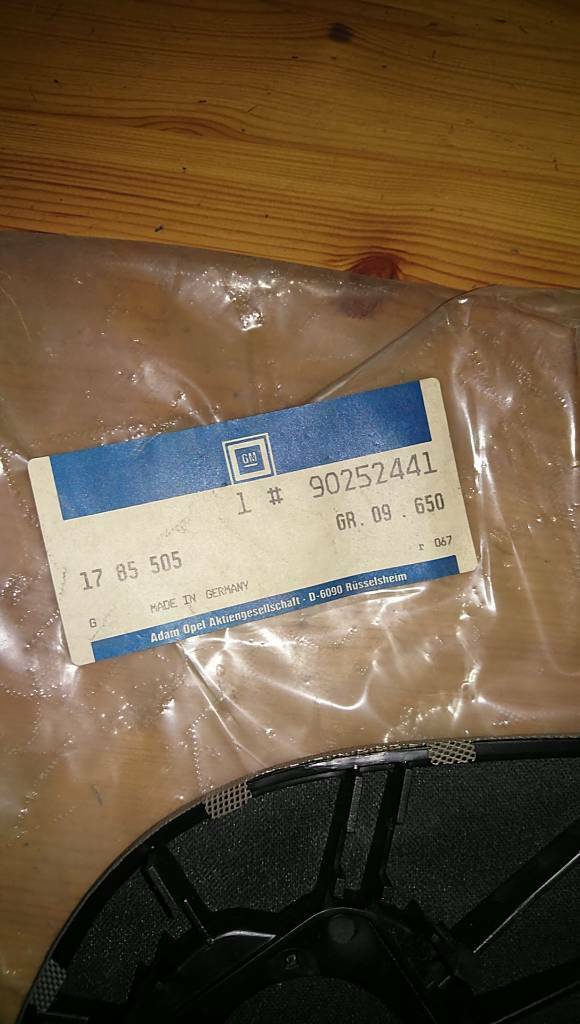 GM
1 # 90252441
GR. 09 . 650
17 85 505
r 067
G MADE IN GERMANY
Adam Opel Aktiengesellschaft · D-6090 Rüsselsheim